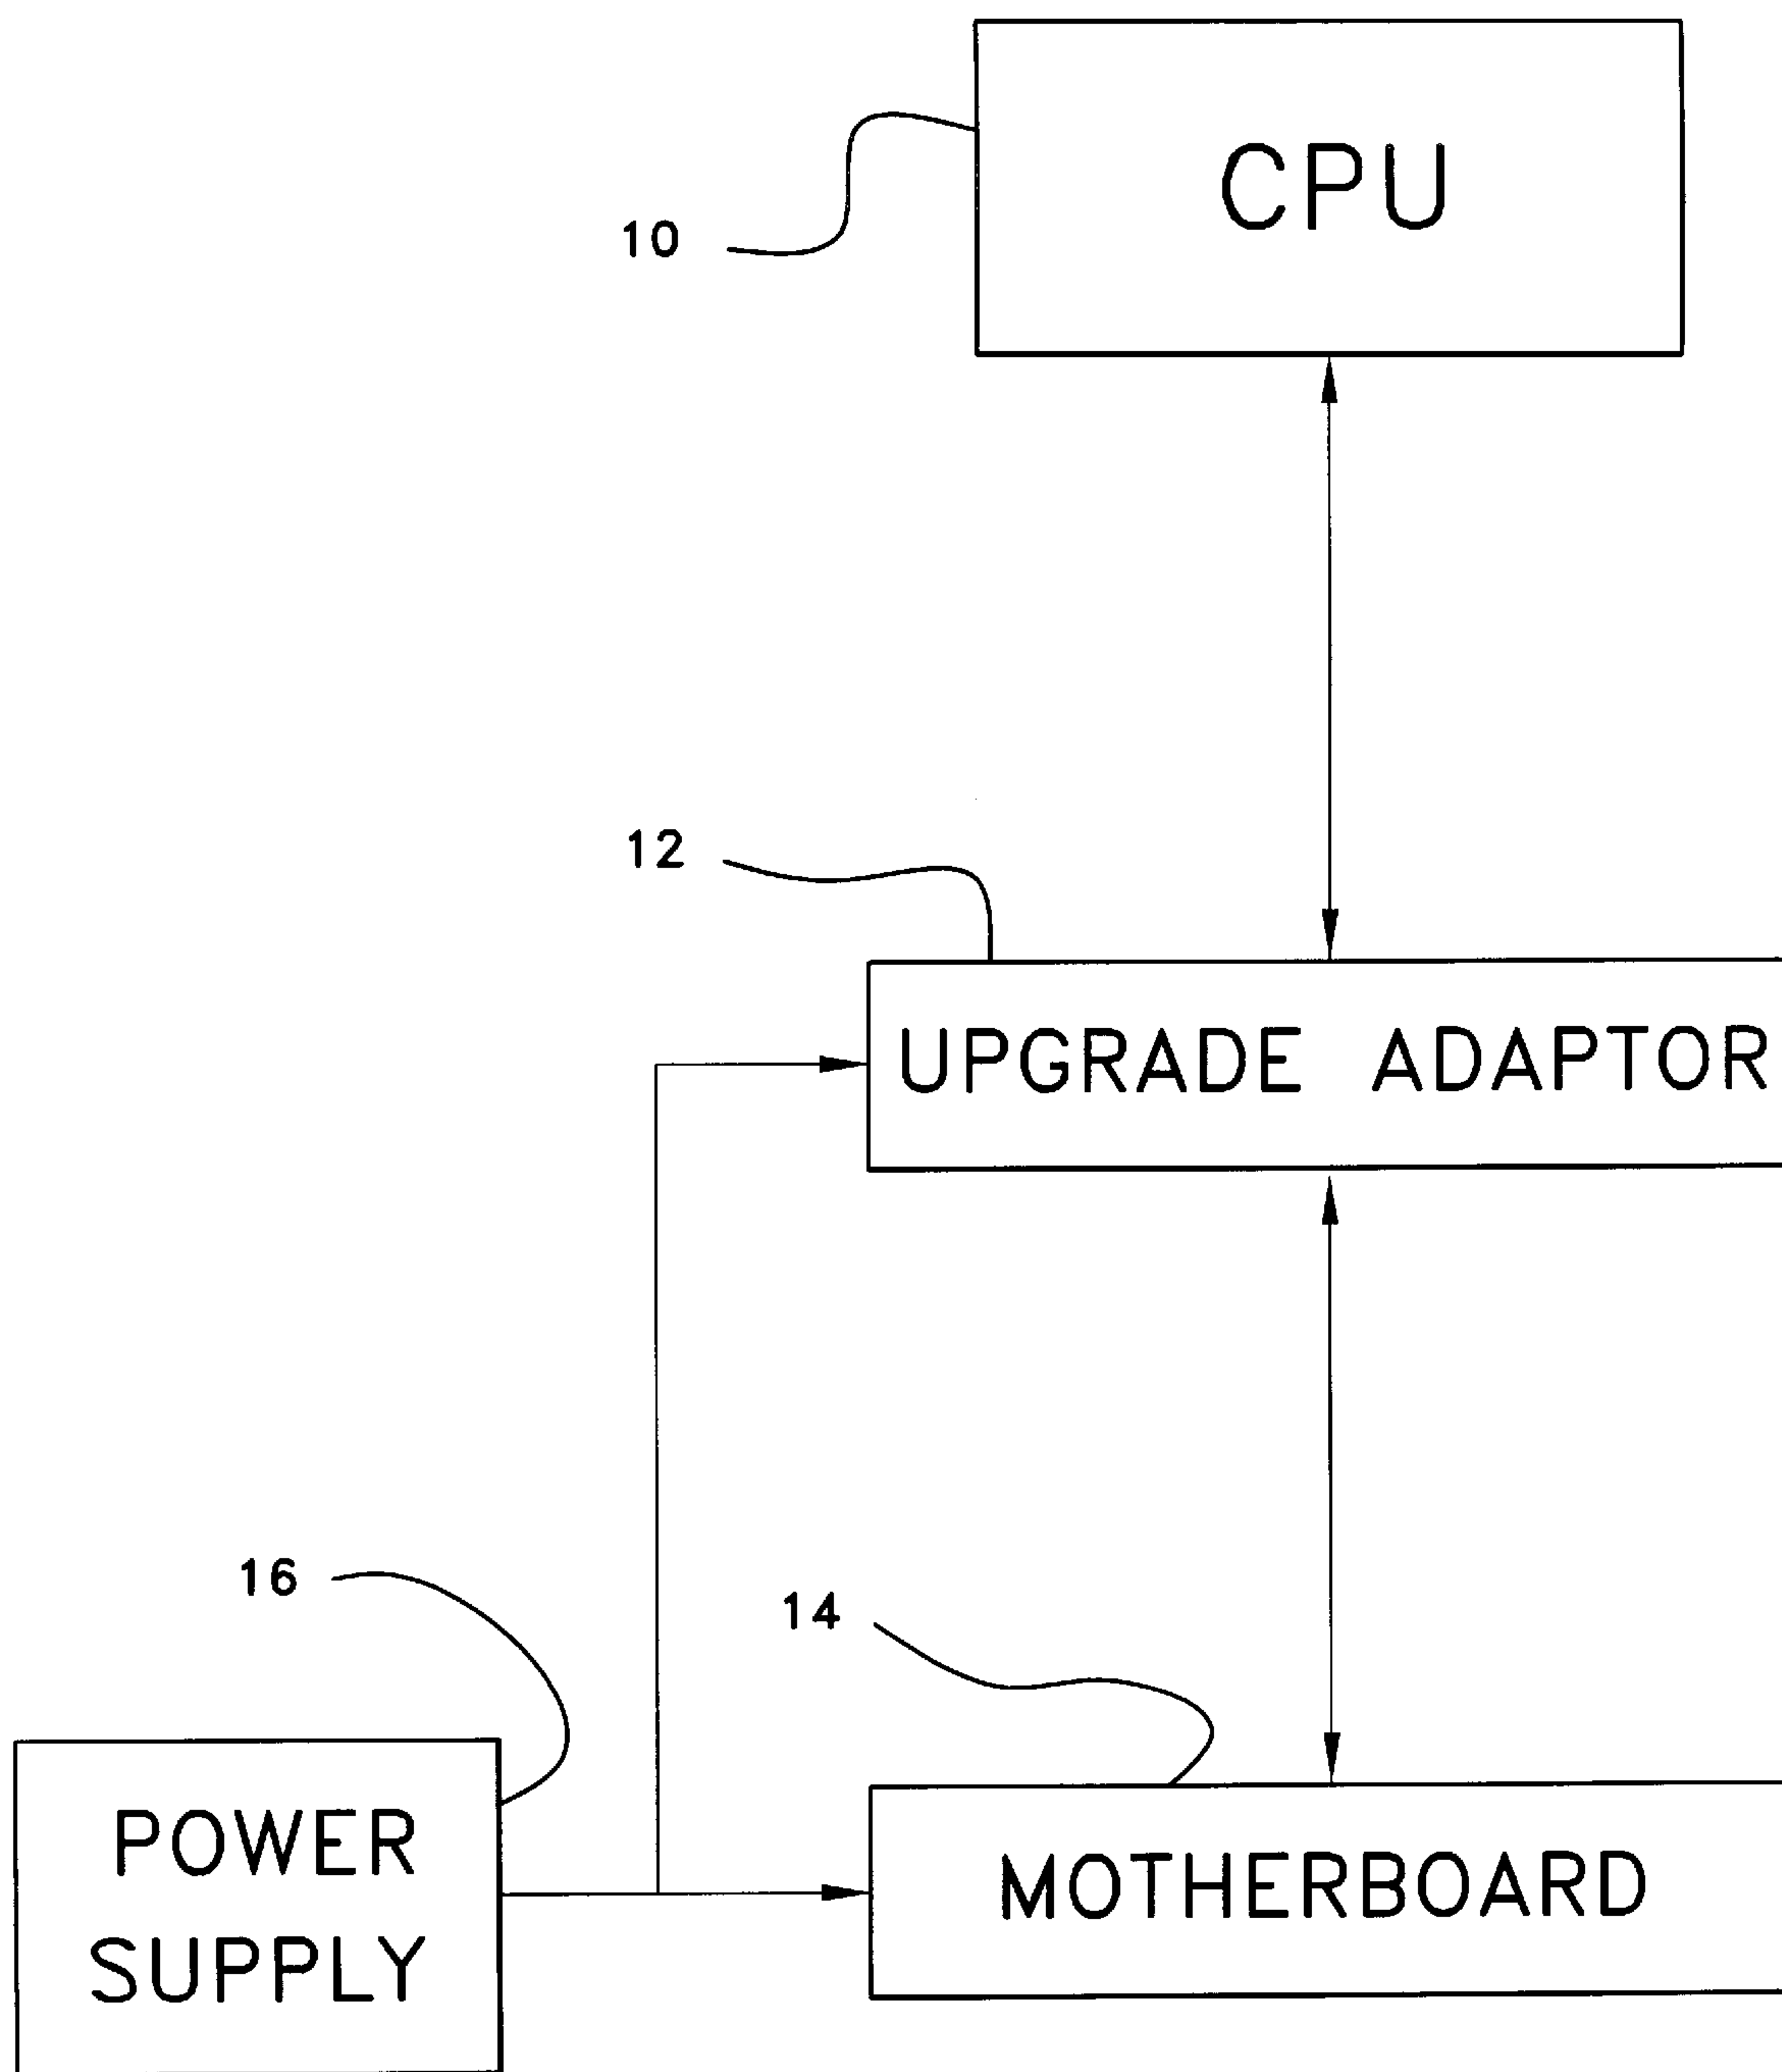 CPU
10
12
UPGRADE ADAPTOR
16
14
POWER
SUPPLY
MOTHERBOARD